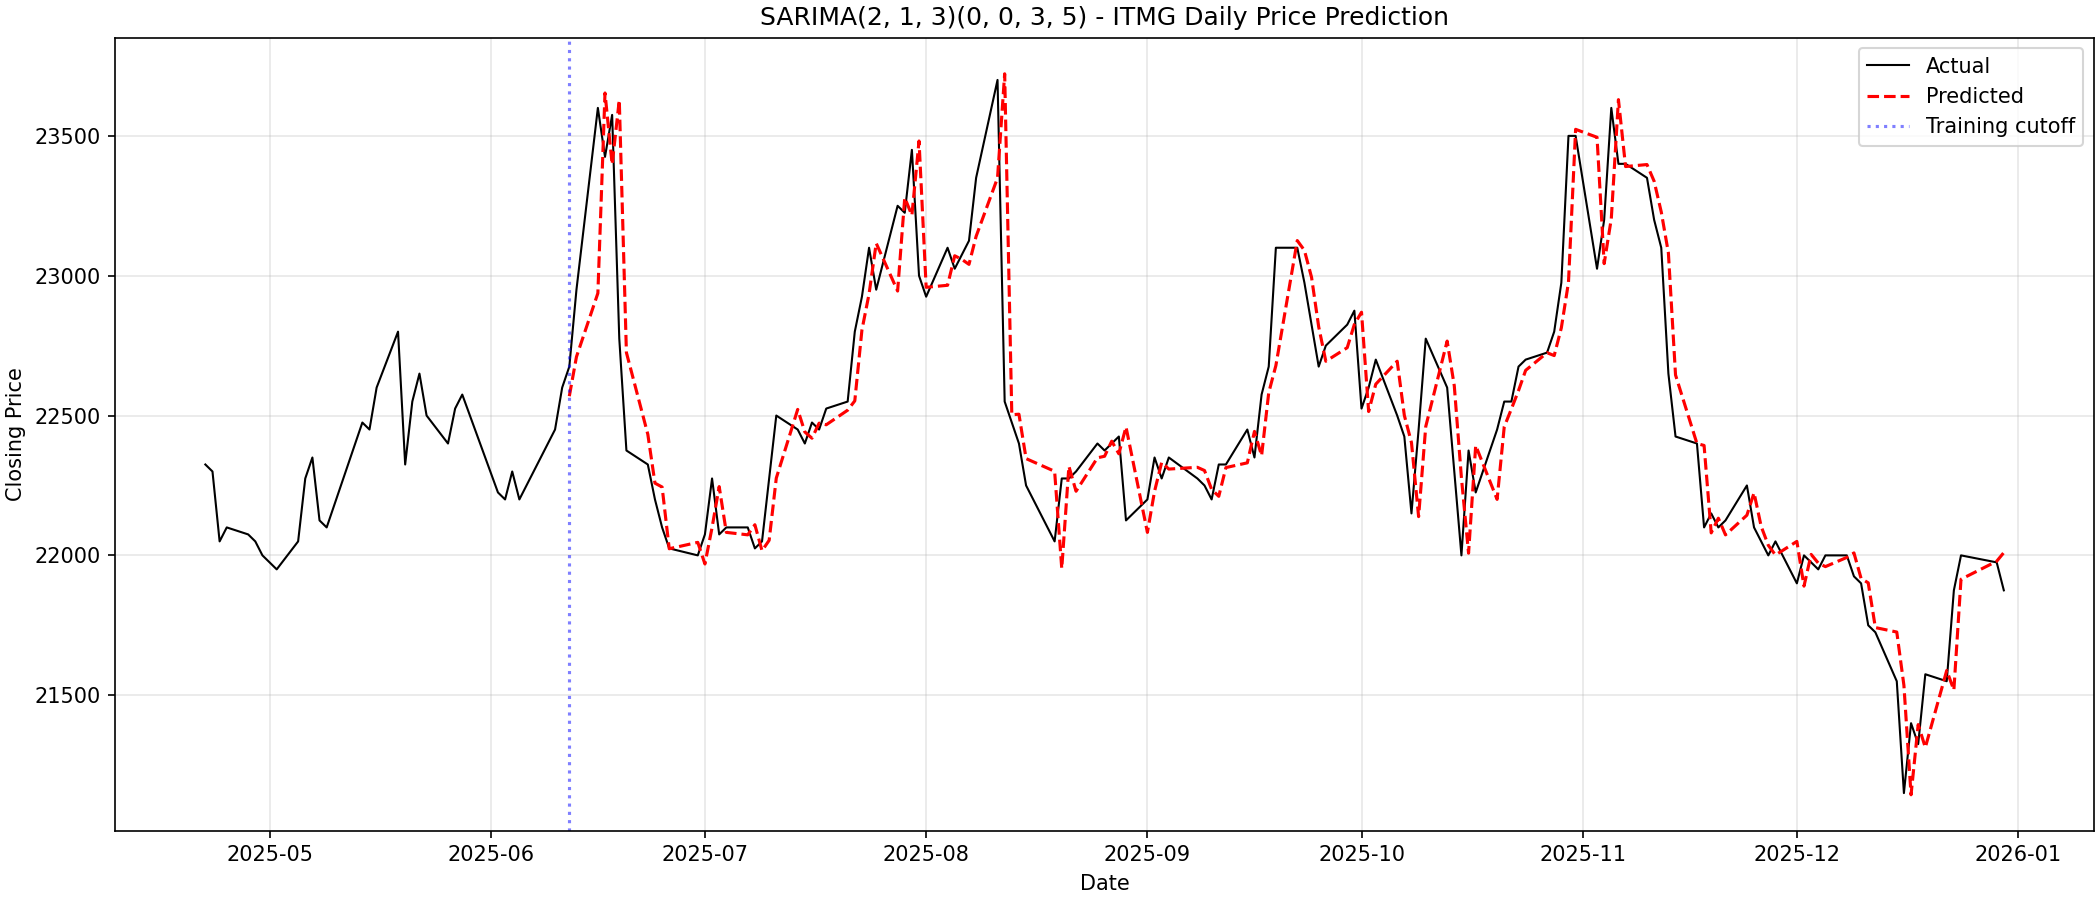 SARIMA(2, 1, 3)(0, 0, 3, 5) - ITMG Daily Price Prediction
Actual
Predicted
Training cutoff
Closing Price
23500
23000
22500
22000
21500
2025-05
2025-06
2025-07
2025-08
2025-09
2025-10
2025-11
2025-12
2026-01
Date